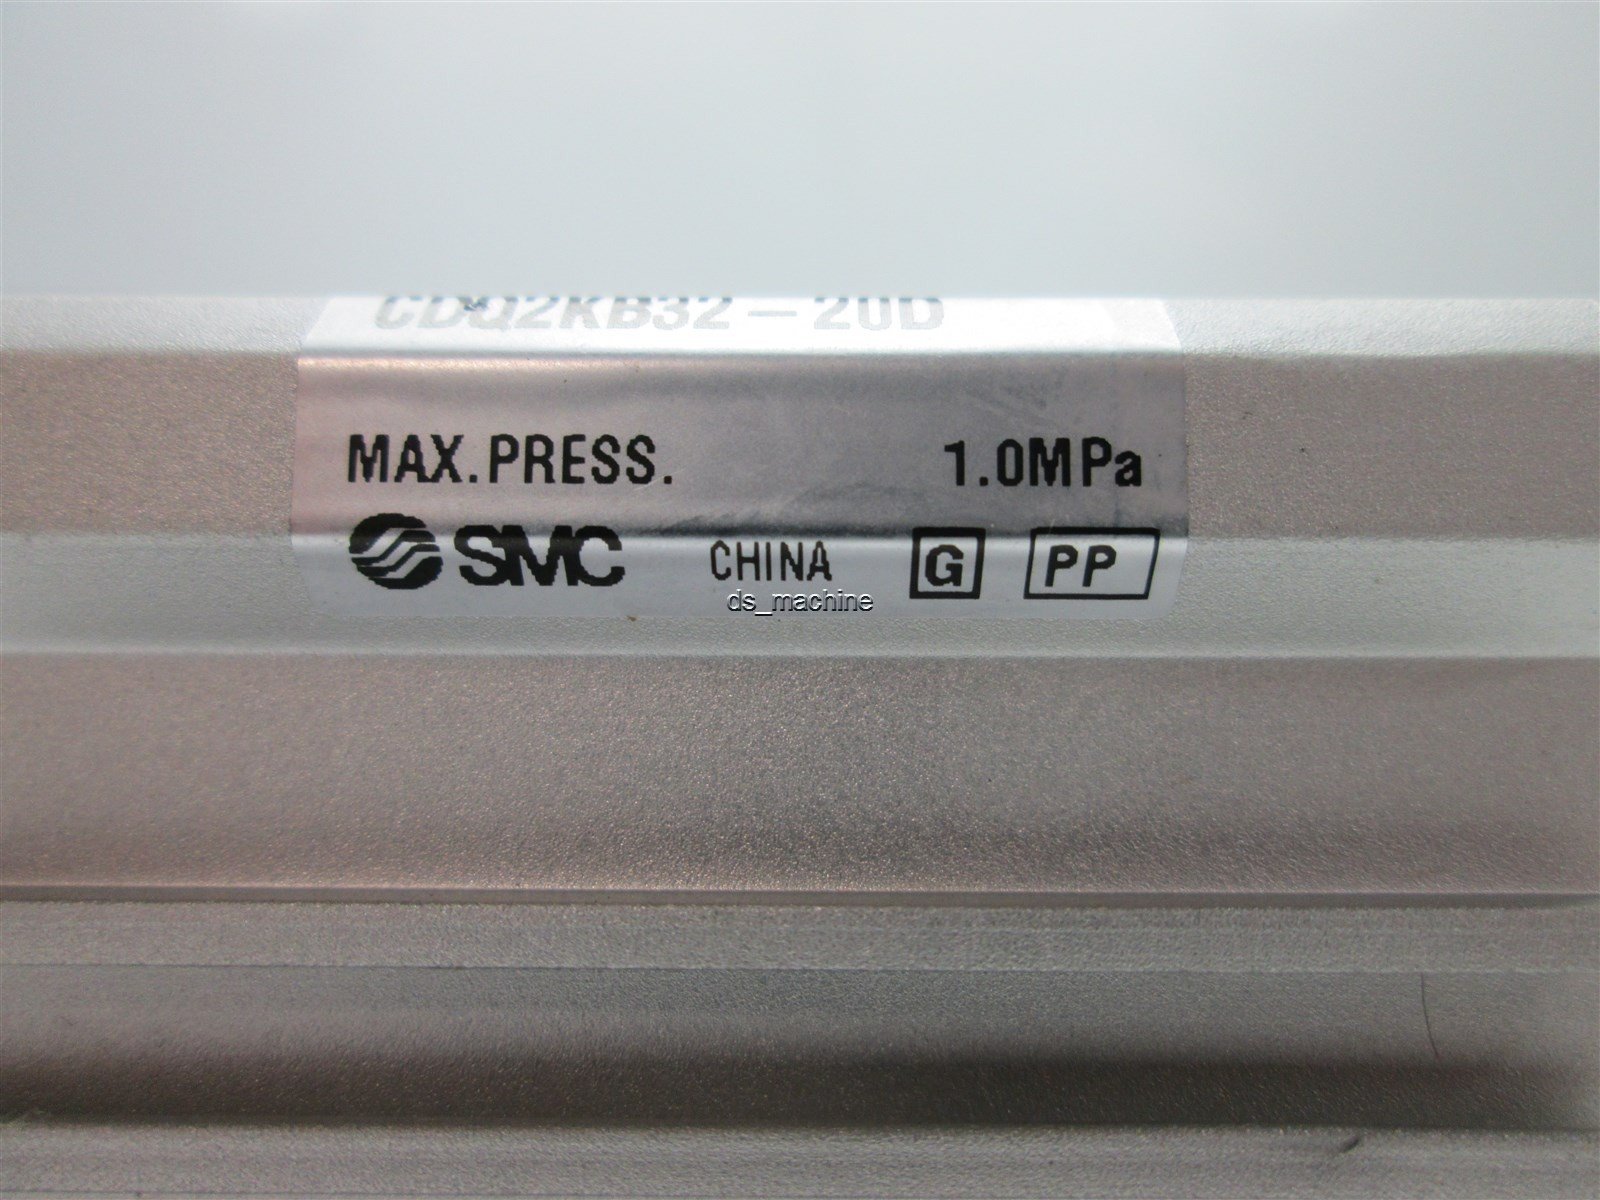 CDQ2KB32-20D
MAX.PRESS. 1.0MPa
SMC CHINA G PP
ds_machine